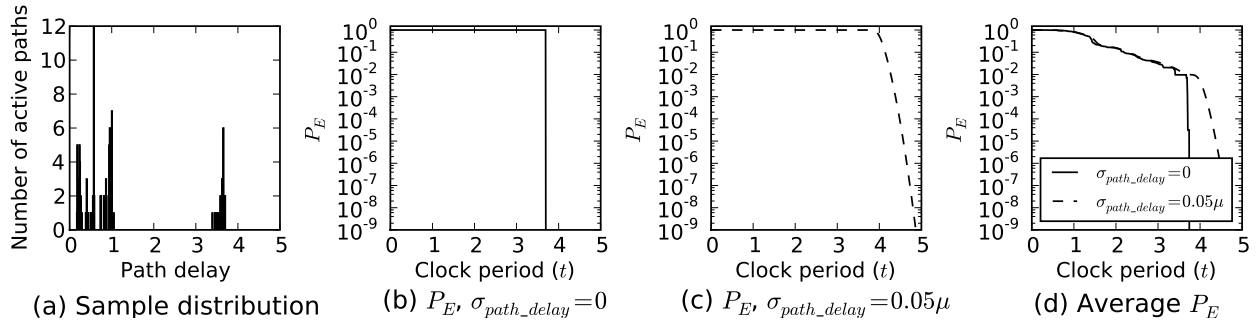 Number of active paths
12
10
8
6
4
2
0
0 1 2 3 4 5
Path delay
(a) Sample distribution
P_E
10^0
10^-1
10^-2
10^-3
10^-4
10^-5
10^-6
10^-7
10^-8
10^-9
0 1 2 3 4 5
Clock period (t)
(b) P_E, σ_path_delay=0
P_E
10^0
10^-1
10^-2
10^-3
10^-4
10^-5
10^-6
10^-7
10^-8
10^-9
0 1 2 3 4 5
Clock period (t)
(c) P_E, σ_path_delay=0.05μ
P_E
10^0
10^-1
10^-2
10^-3
10^-4
10^-5
10^-6
10^-7
10^-8
10^-9
σ_path_delay=0
σ_path_delay=0.05μ
0 1 2 3 4 5
Clock period (t)
(d) Average P_E